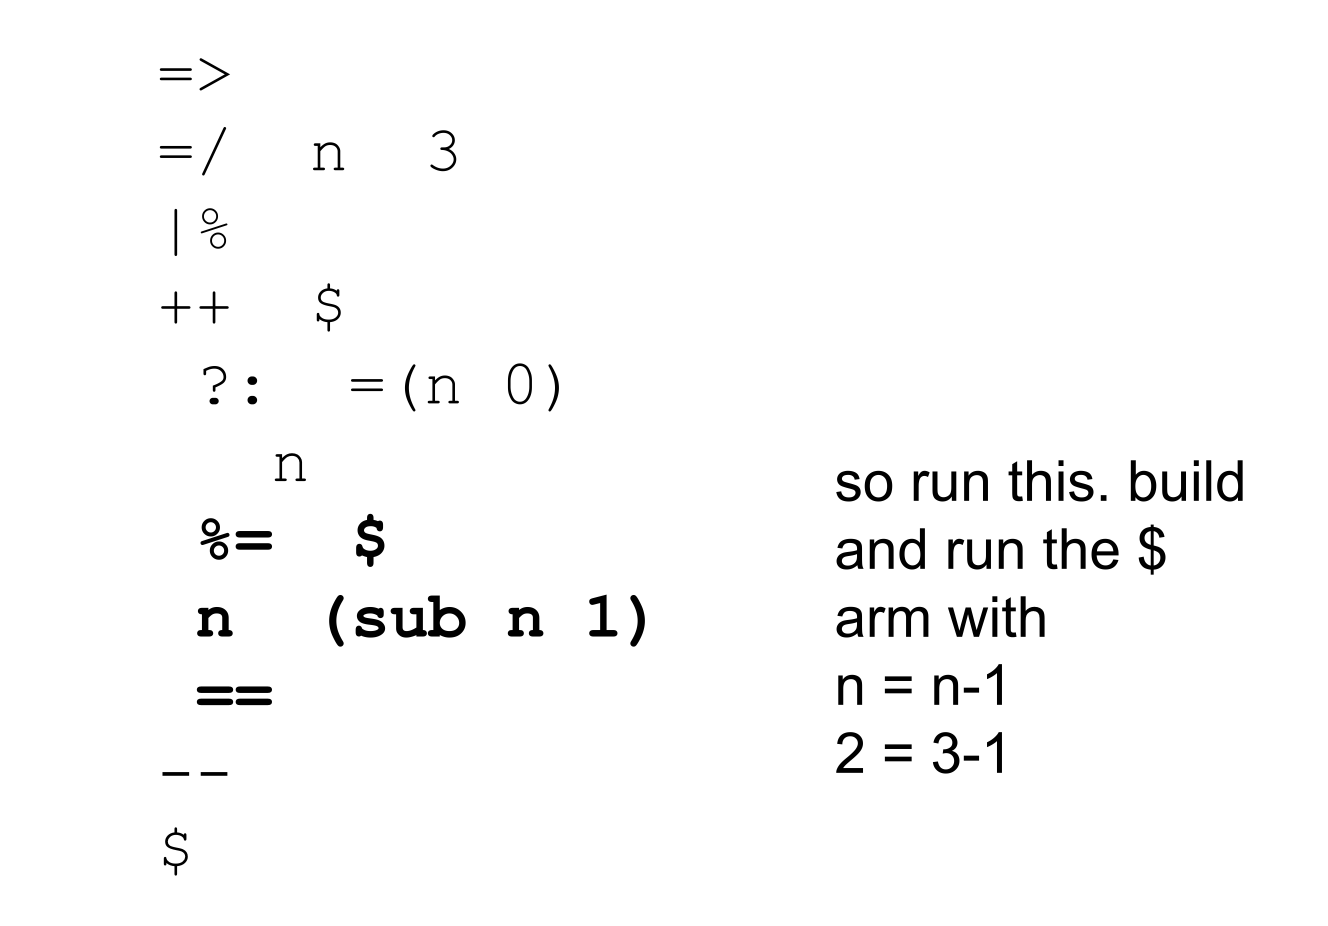 =>
=/  n  3
|%
++  $
?:  =(n 0)
n
%=  $
n  (sub n 1)
==
--
$
so run this. build
and run the $
arm with
n = n-1
2 = 3-1